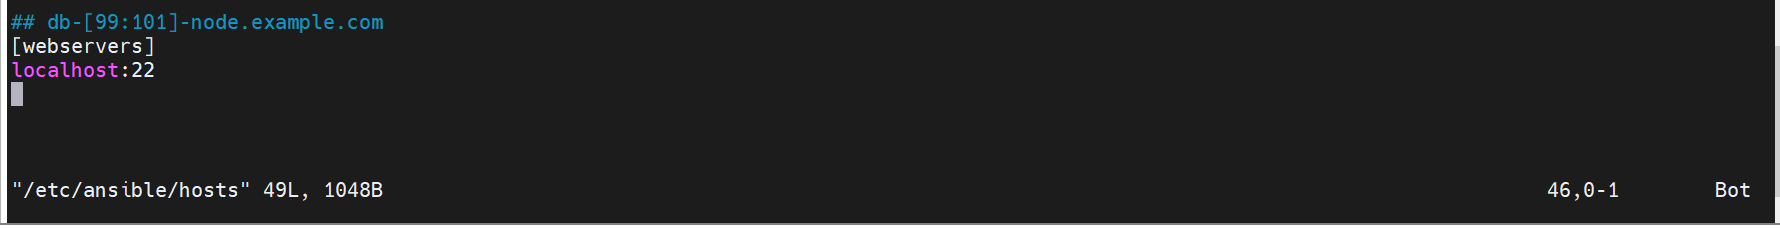 ## db-[99:101]-node.example.com
[webservers]
localhost:22
"/etc/ansible/hosts" 49L, 1048B 46,0-1 Bot